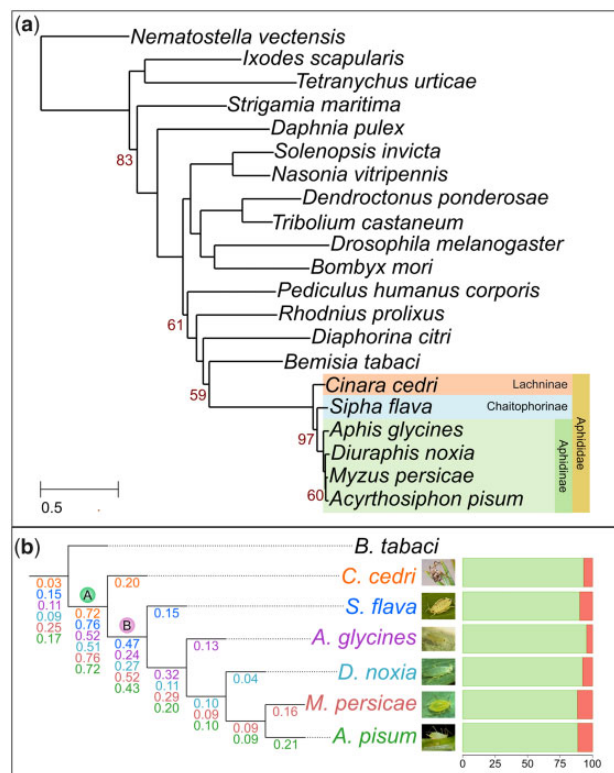 (a)
Nematostella vectensis
Ixodes scapularis
Tetranychus urticae
Strigamia maritima
Daphnia pulex
83
Solenopsis invicta
Nasonia vitripennis
Dendroctonus ponderosae
Tribolium castaneum
Drosophila melanogaster
Bombyx mori
Pediculus humanus corporis
61
Rhodnius prolixus
Diaphorina citri
Bemisia tabaci
59
Cinara cedri Lachninae
Sipha flava Chaitophorinae
Aphis glycines
97
Diuraphis noxia
Myzus persicae
Acyrthosiphon pisum
60
Aphidinae
Aphididae
0.5
(b)
B. tabaci
C. cedri
S. flava
A. glycines
D. noxia
M. persicae
A. pisum
0.03
0.15
0.11
0.09
0.25
0.17
A
0.72
0.76
0.52
0.51
0.76
0.72
0.20
B
0.47
0.24
0.27
0.52
0.43
0.15
0.32
0.11
0.29
0.20
0.13
0.10
0.09
0.10
0.04
0.09
0.09
0.16
0.21
0 20 40 60 80 100